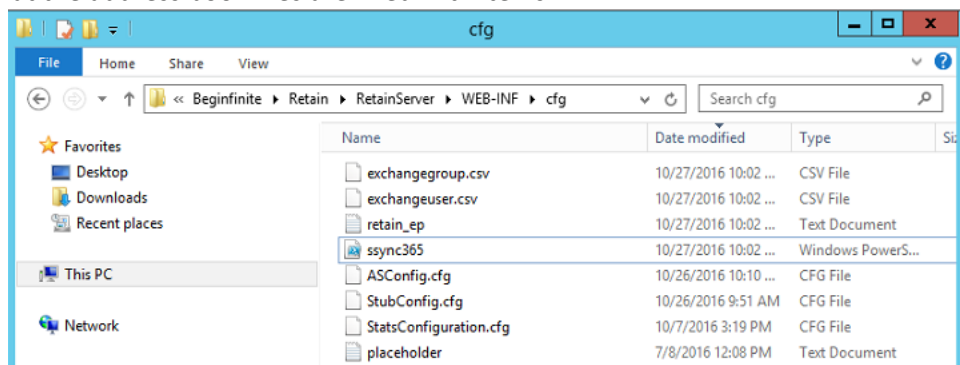 cfg
File Home Share View
« Beginfinite Retain RetainServer WEB-INF cfg Search cfg
Name Date modified Type
Favorites
Desktop
Downloads
Recent places
This PC
Network
exchangegroup.csv 10/27/2016 10:02 ... CSV File
exchangeuser.csv 10/27/2016 10:02 ... CSV File
retain_ep 10/27/2016 10:02 ... Text Document
ssync365 10/27/2016 10:02 ... Windows PowerS...
ASConfig.cfg 10/26/2016 10:10 ... CFG File
StubConfig.cfg 10/26/2016 9:51 AM CFG File
StatsConfiguration.cfg 10/7/2016 3:19 PM CFG File
placeholder 7/8/2016 12:08 PM Text Document